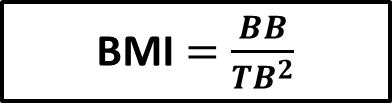 BMI = BB / TB²